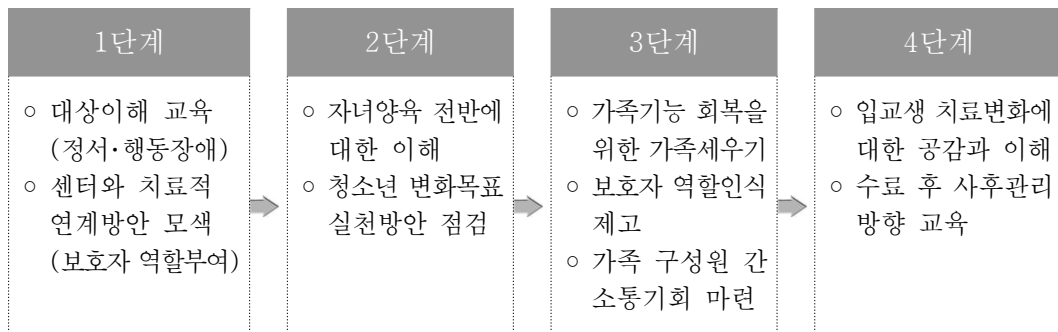 1단계
○ 대상이해 교육
(정서·행동장애)
○ 센터와 치료적
연계방안 모색
(보호자 역할부여)
2단계
○ 자녀양육 전반에
대한 이해
○ 청소년 변화목표
실천방안 점검
3단계
○ 가족기능 회복을
위한 가족세우기
○ 보호자 역할인식
제고
○ 가족 구성원 간
소통기회 마련
4단계
○ 입교생 치료변화에
대한 공감과 이해
○ 수료 후 사후관리
방향 교육